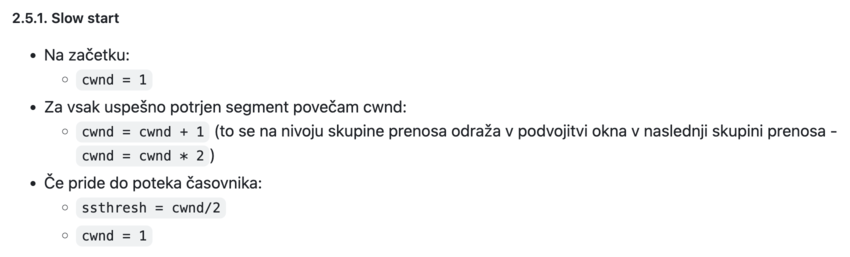 2.5.1. Slow start
• Na začetku:
◦ cwnd = 1
• Za vsak uspešno potrjen segment povečam cwnd:
◦ cwnd = cwnd + 1 (to se na nivoju skupine prenosa odraža v podvojitvi okna v naslednji skupini prenosa -
cwnd = cwnd * 2)
• Če pride do poteka časovnika:
◦ ssthresh = cwnd/2
◦ cwnd = 1